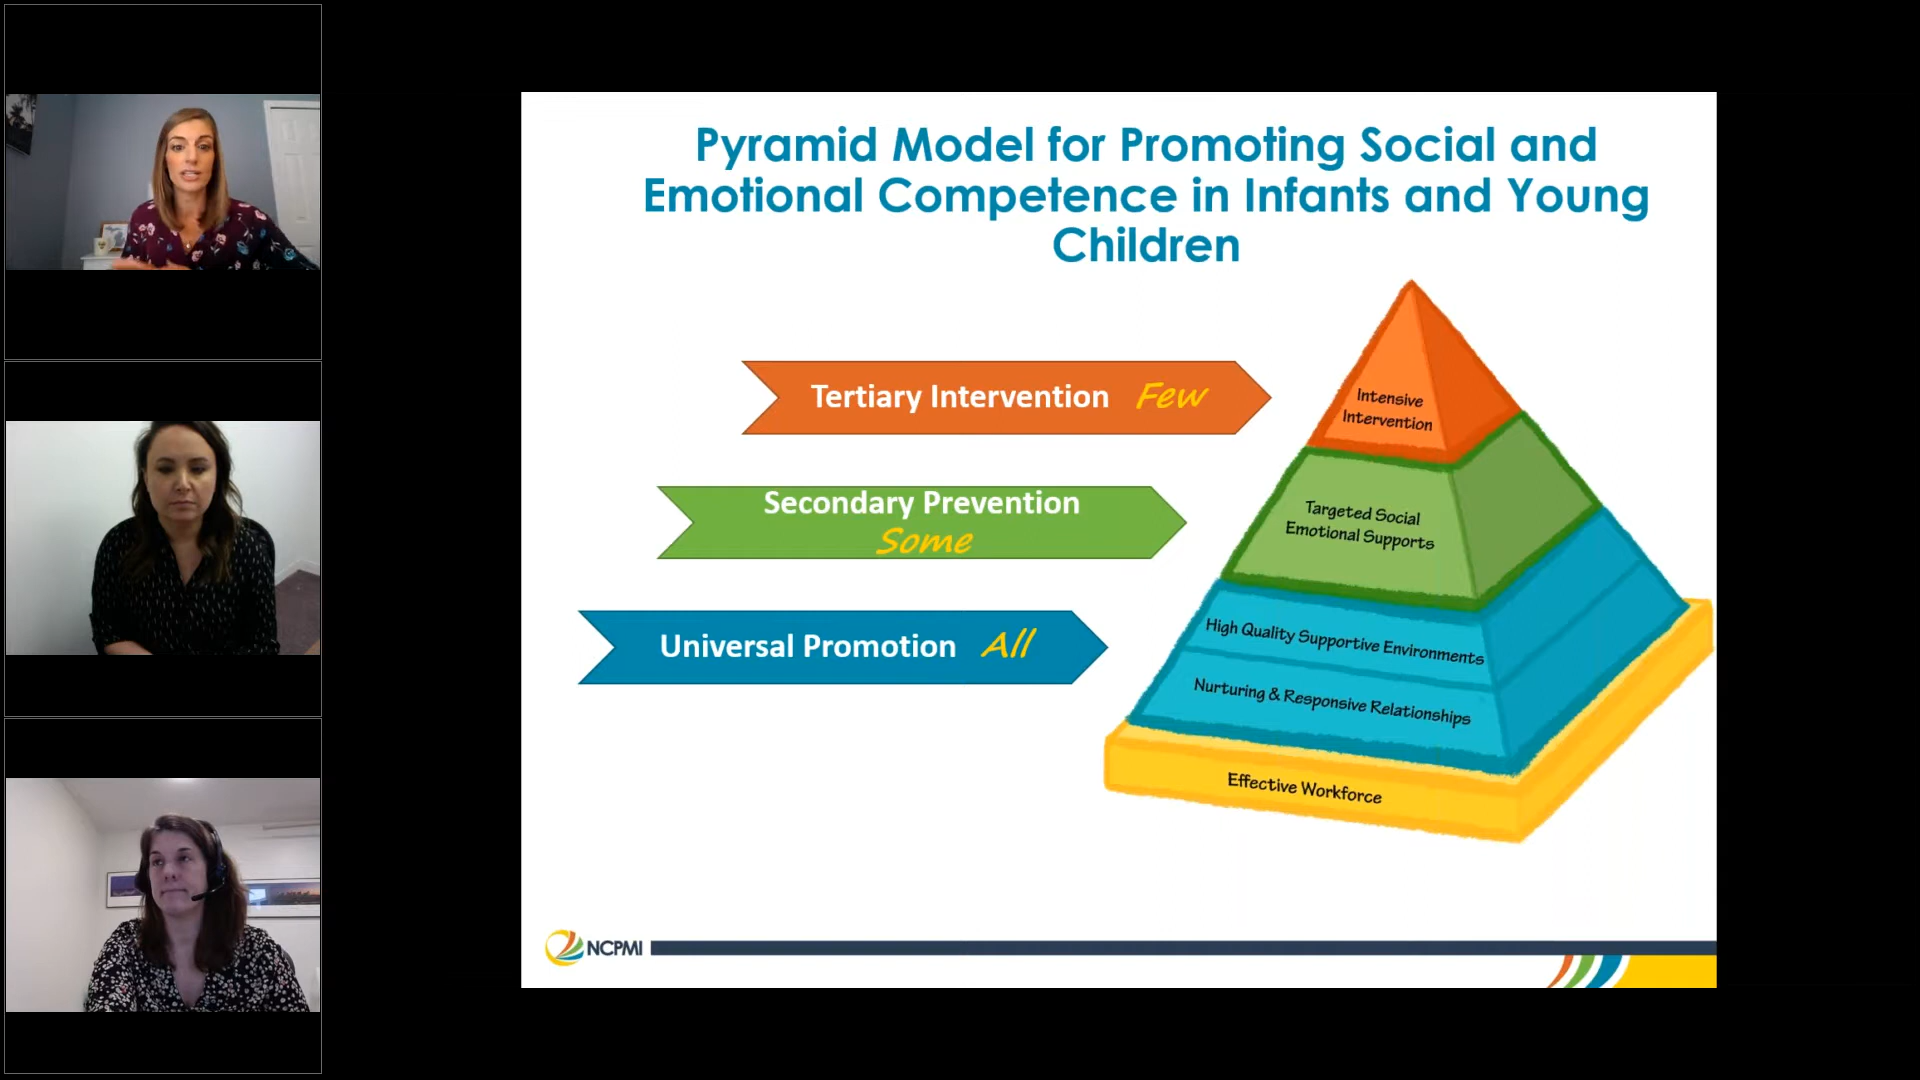 Pyramid Model for Promoting Social and
Emotional Competence in Infants and Young
Children
Tertiary Intervention Few
Secondary Prevention
Some
Universal Promotion All
Intensive
Intervention
Targeted Social
Emotional Supports
High Quality Supportive Environments
Nurturing & Responsive Relationships
Effective Workforce
NCPMI